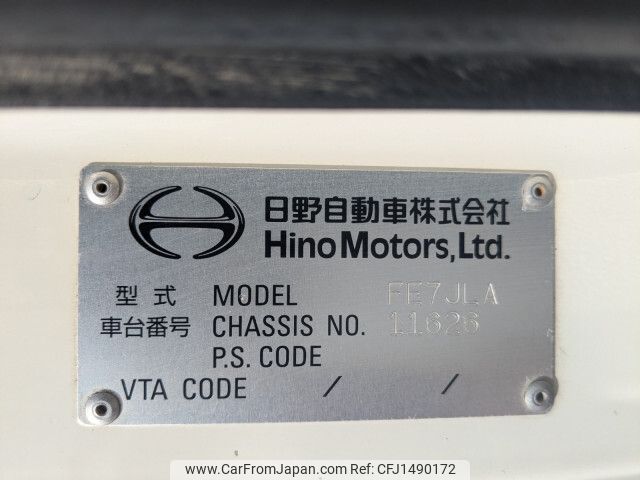 日野自動車株式会社
Hino Motors, Ltd.
型式 MODEL FE7JLA
車台番号 CHASSIS NO. 11626
P.S. CODE
VTA CODE / /
www.CarFromJapan.com | Ref No. CFJ1490172